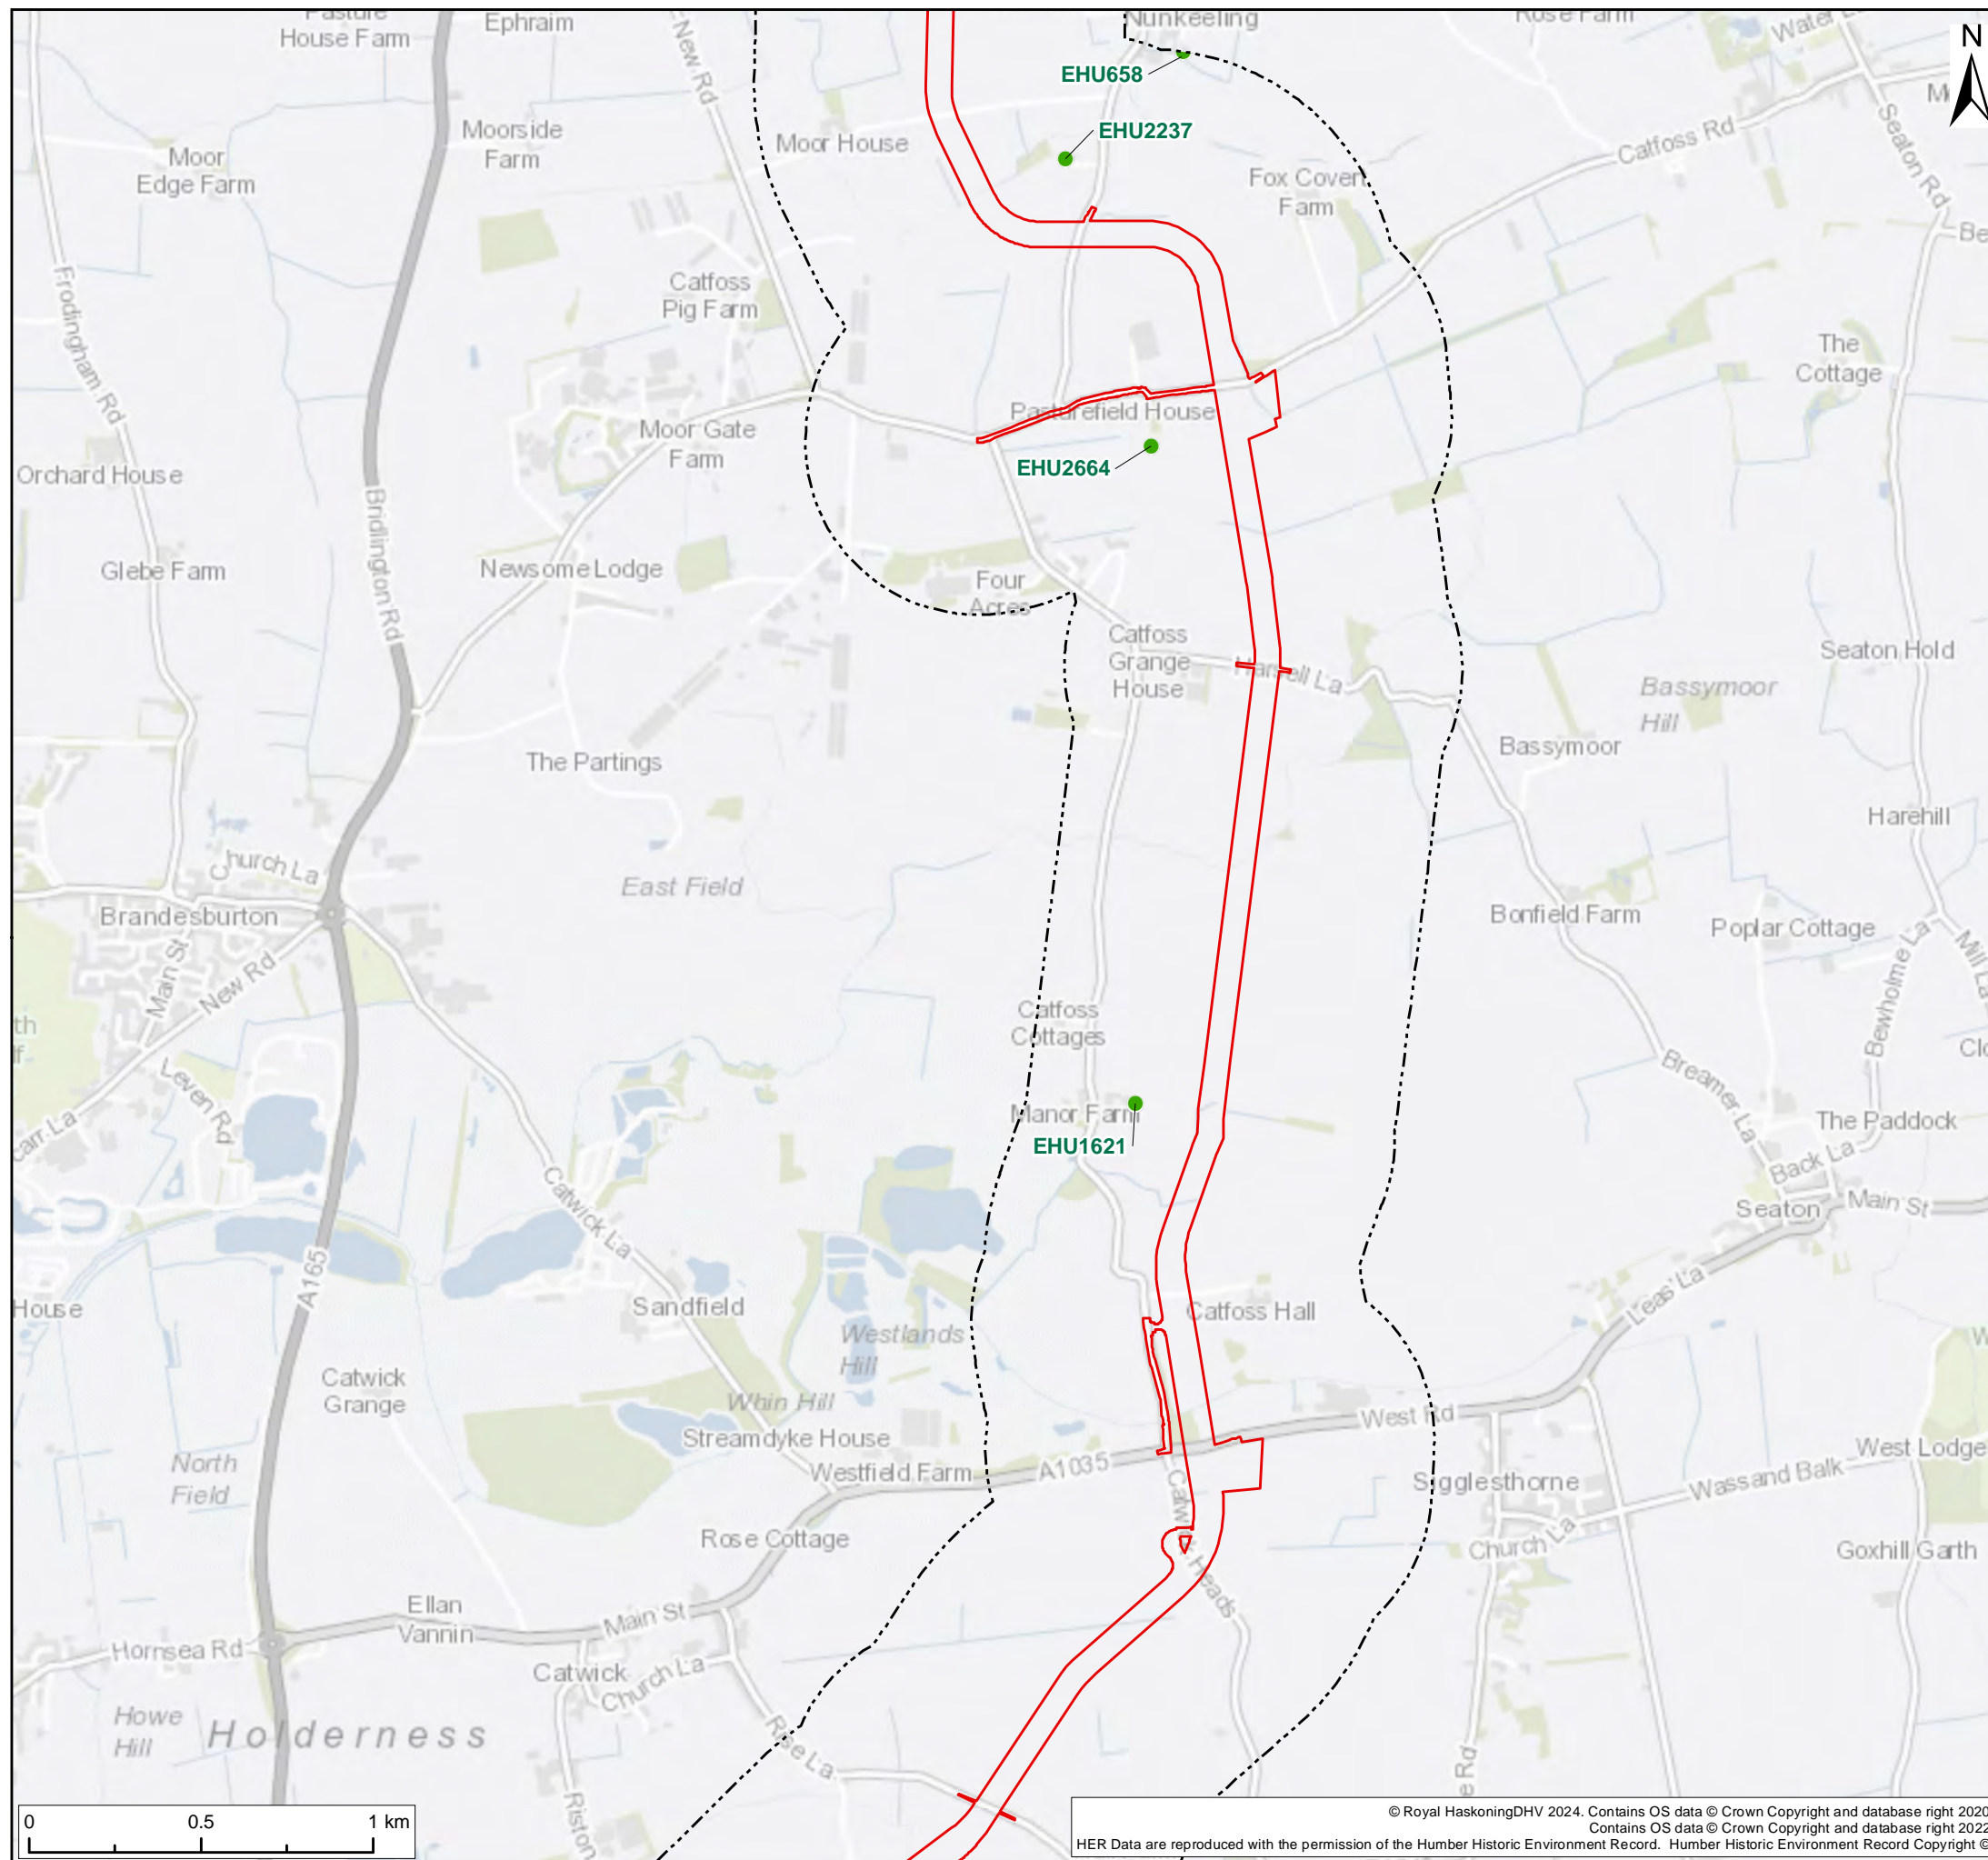 Pasture
House Farm
Ephraim
New Rd
Nunkeeling
Rose Farm
N
EHU658
EHU2237
Moor
Edge Farm
Moorside
Farm
Moor House
Fox Covert
Farm
Catfoss Rd
Seaton Rd
Frodingham Rd
Catfoss
Pig Farm
The
Cottage
Pasturefield House
Moor Gate
Farm
EHU2664
Orchard House
Bridlington Rd
Glebe Farm
Newsome Lodge
Four
Acres
Catfoss
Grange
House
Seaton Hold
Bassymoor
Hill
Bassymoor
The Partings
Harehill
Church La
East Field
Brandesburton
Main St
New Rd
Bonfield Farm
Poplar Cottage
Mill La
Bewholme La
Catfoss
Cottages
Leven Rd
Breamer La
Manor Farm
EHU1621
The Paddock
Back La
Main St
Seaton
Catwick La
A165
House
Sandfield
Catfoss Hall
Leas La
Westlands
Hill
Catwick
Grange
Whin Hill
Streamdyke House
West Rd
West Lodge
North
Field
Westfield Farm
A1035
Sigglesthorne
Wassand Balk
Rose Cottage
Catwick Heads
Church La
Goxhill Garth
Ellan
Vannin
Main St
Hornsea Rd
Catwick
Church La
Howe
Hill
Holderness
Rise La
Riston
e Rd
0 0.5 1 km
© Royal HaskoningDHV 2024. Contains OS data © Crown Copyright and database right 2020
Contains OS data © Crown Copyright and database right 2022
HER Data are reproduced with the permission of the Humber Historic Environment Record. Humber Historic Environment Record Copyright ©